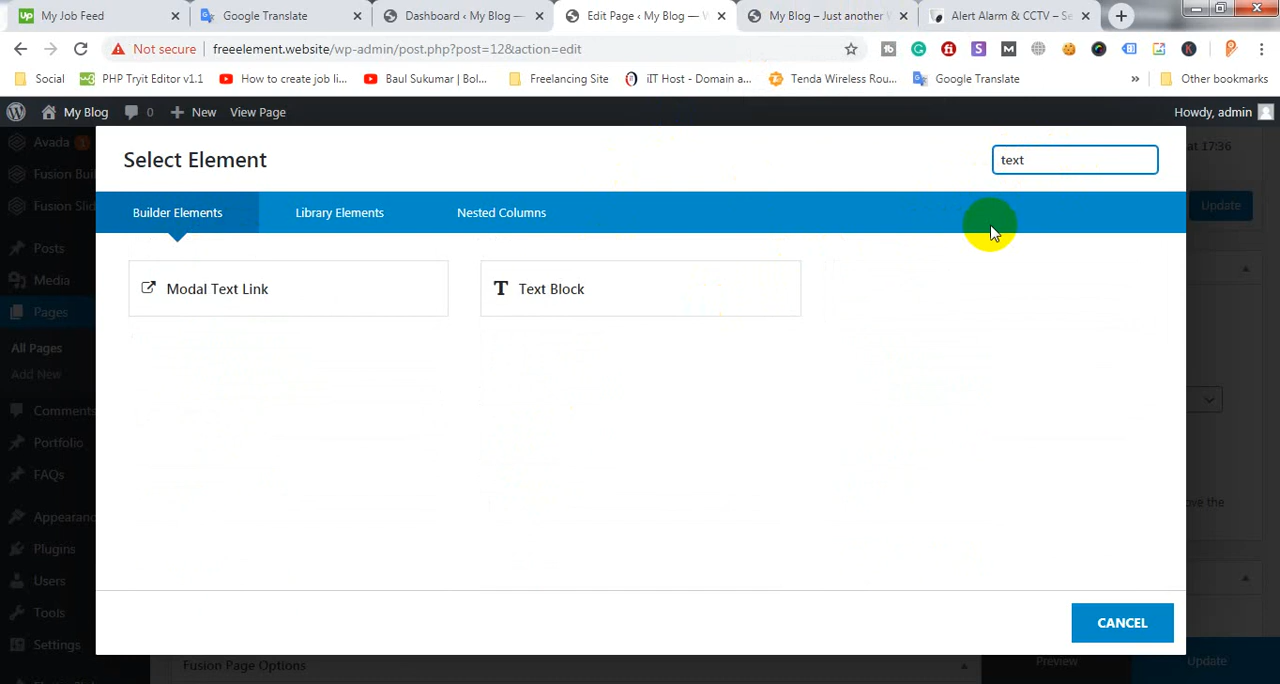 My Job Feed
Google Translate
Dashboard ‹ My Blog —
Edit Page ‹ My Blog — W
My Blog – Just another W
Alert Alarm & CCTV – Se
Not secure
freeelement.website/wp-admin/post.php?post=12&action=edit
Social
PHP Tryit Editor v1.1
How to create job li...
Baul Sukumar | Bol...
Freelancing Site
iIT Host - Domain a...
Tenda Wireless Rou...
Google Translate
»
Other bookmarks
My Blog
0
New
View Page
Howdy, admin
Avada 1
Fusion Bui
Fusion Slid
Posts
Media
Pages
All Pages
Add New
Comments
Portfolio
FAQs
Appearanc
Plugins
Users
Tools
Settings
Select Element
text
Builder Elements
Library Elements
Nested Columns
Modal Text Link
Text Block
CANCEL
at 17:36
Update
ove the
Fusion Page Options
Preview
Update